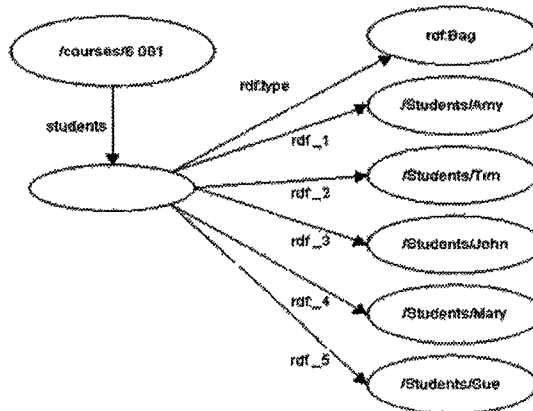 /courses/6 001
students
rdf:Bag
rdf:type
/Students/Amy
rdf:_1
/Students/Tim
rdf:_2
/Students/John
rdf:_3
/Students/Mary
rdf:_4
/Students/Sue
rdf:_5